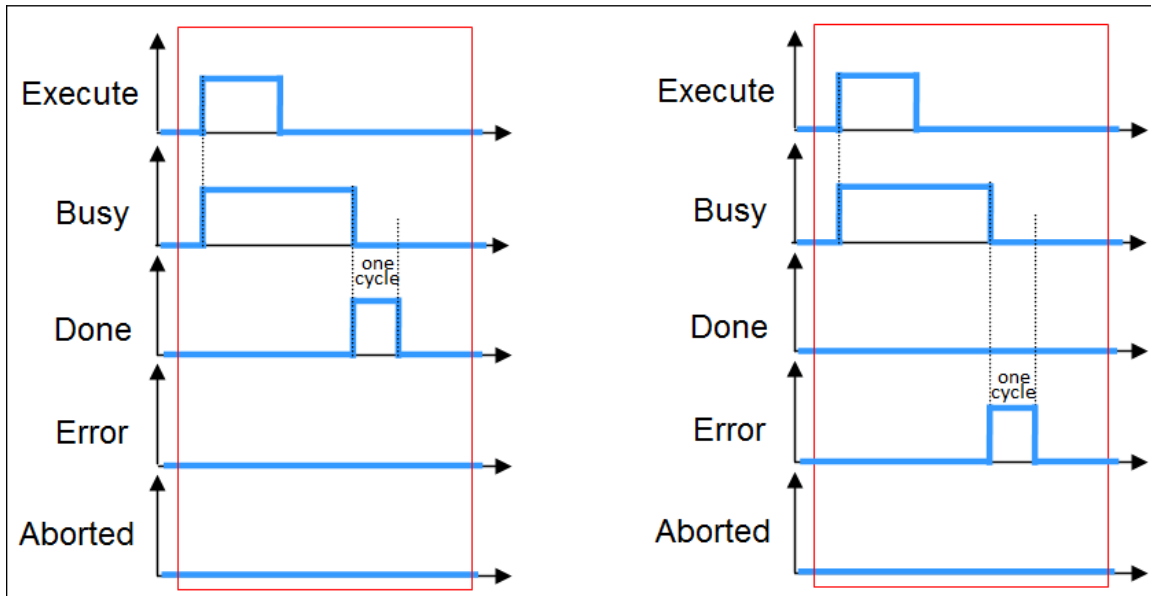 Execute
Busy
one
cycle
Done
Error
Aborted
Execute
Busy
Done
one
cycle
Error
Aborted